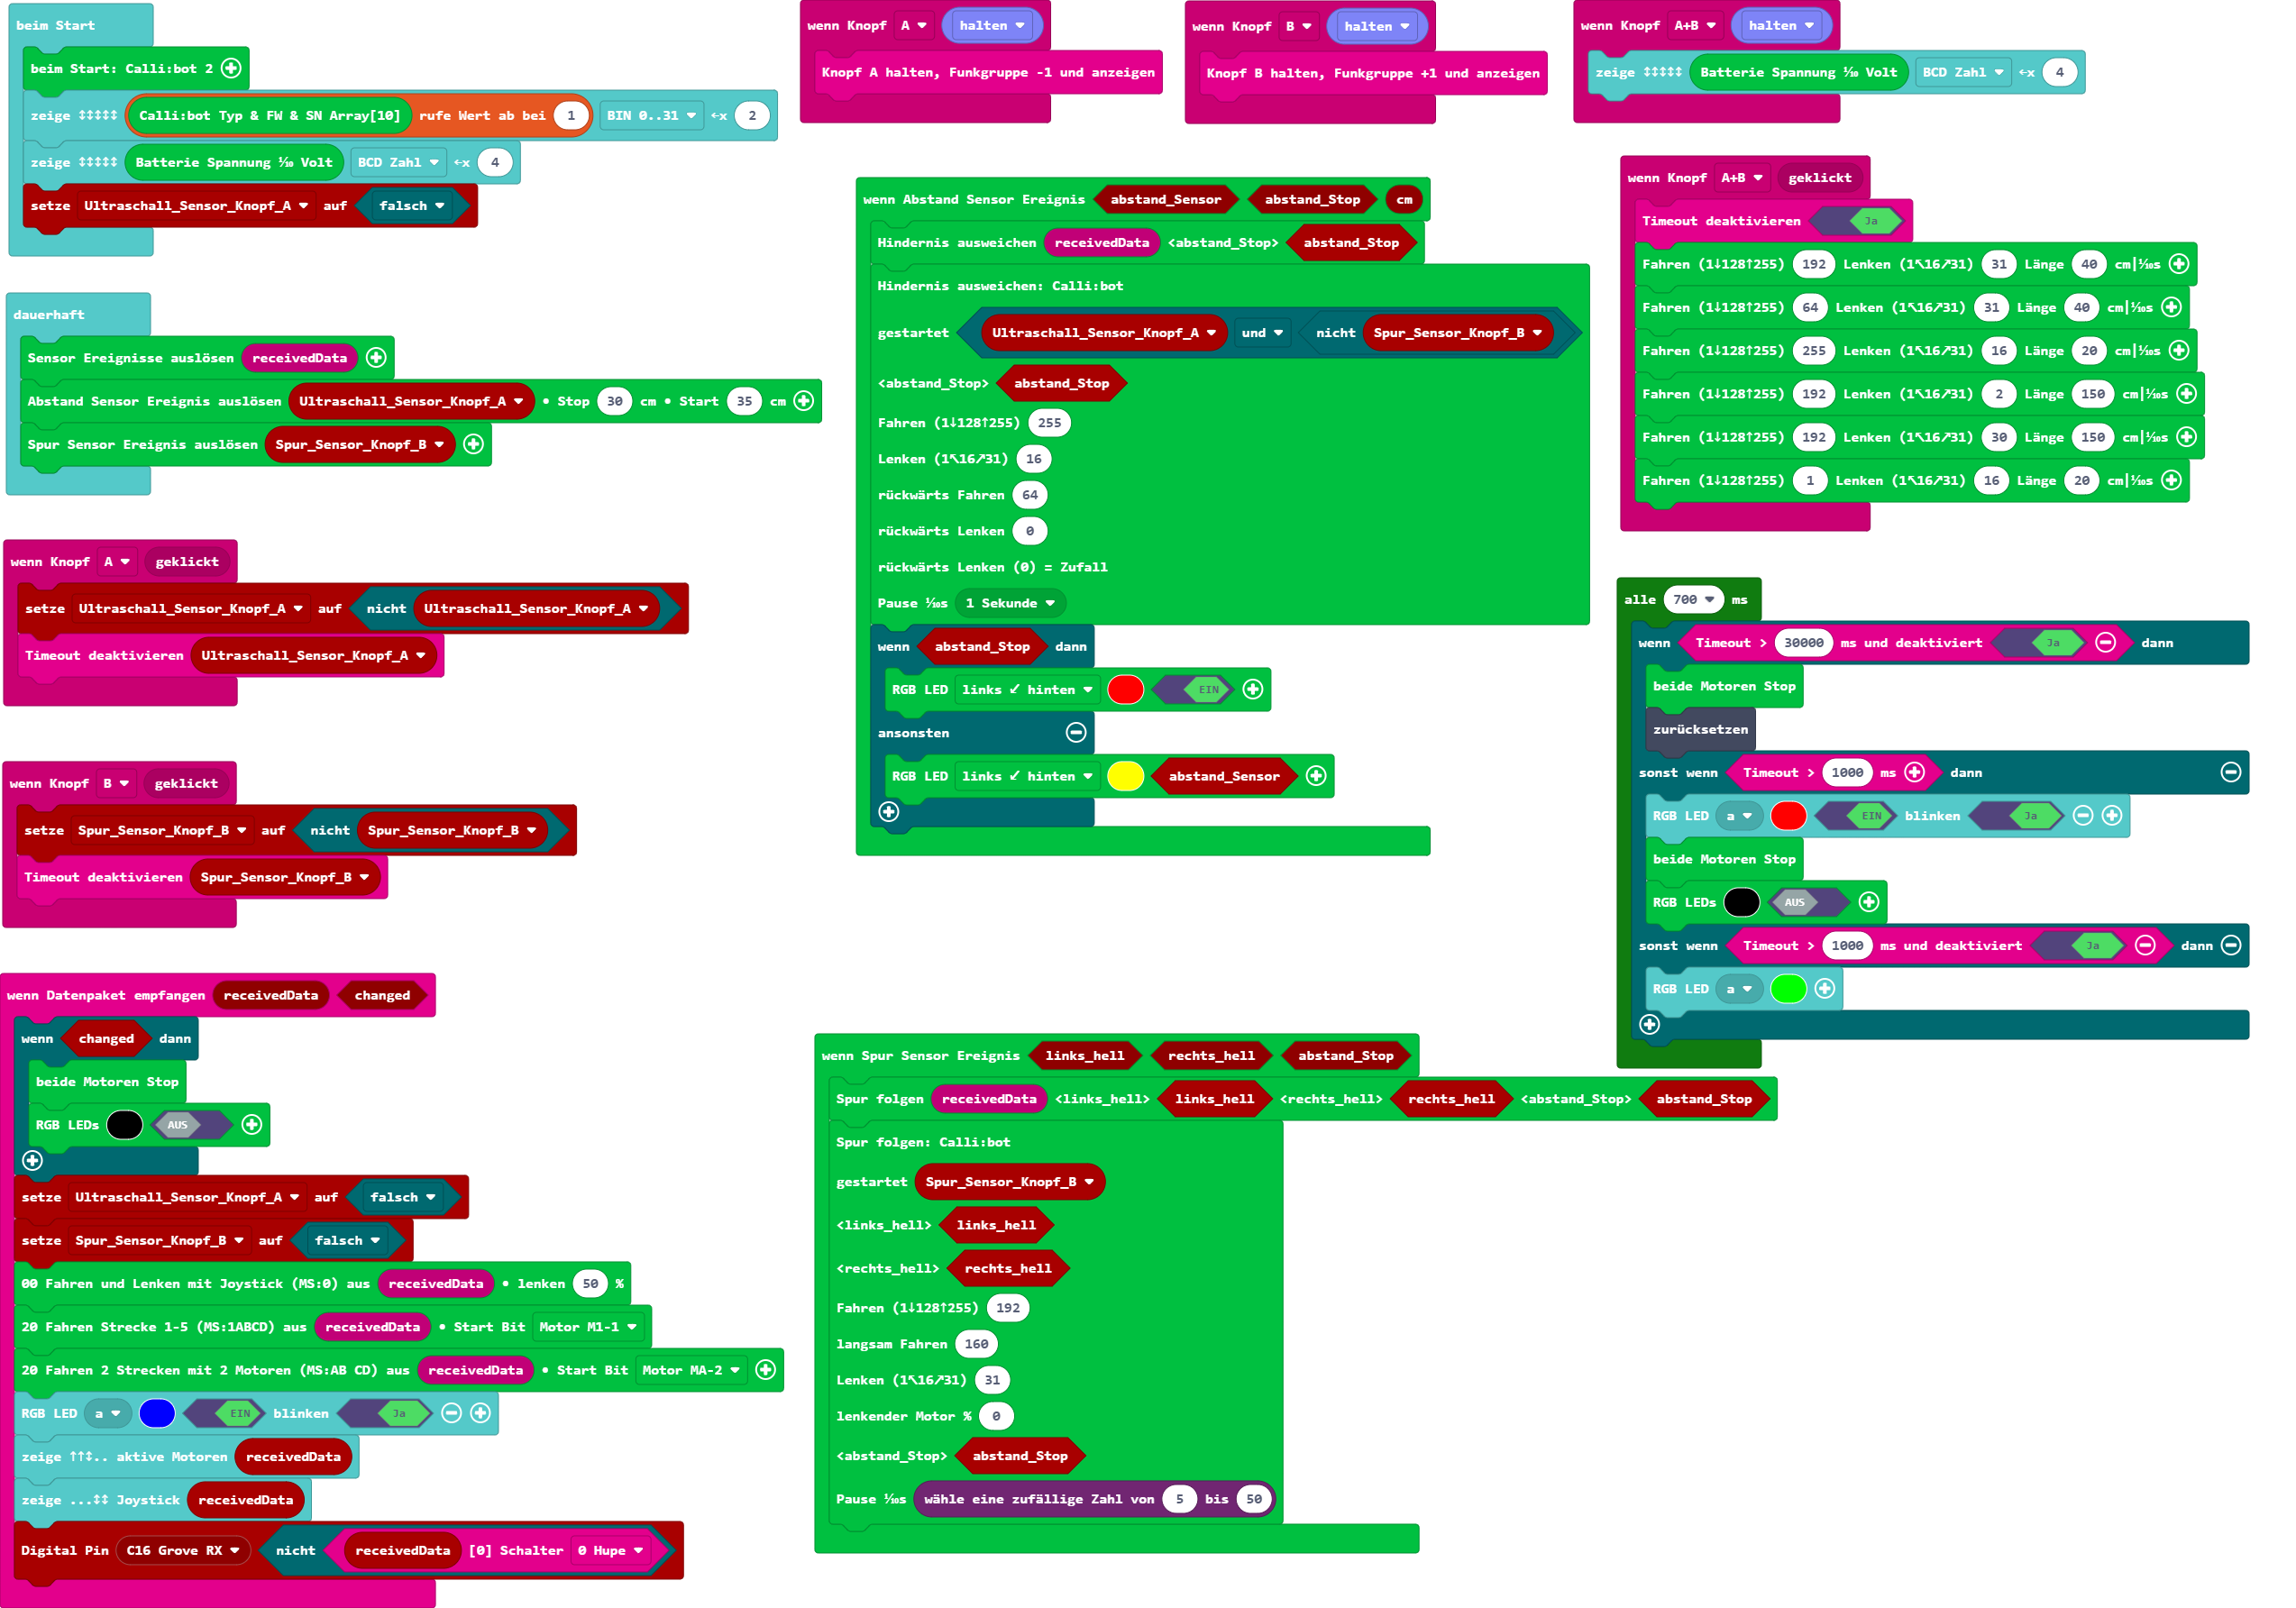 beim Start
beim Start: Calli:bot 2
zeige ↕↕↕↕↕ Calli:bot Typ & FW & SN Array[10] rufe Wert ab bei 1 BIN 0..31 ←x 2
zeige ↕↕↕↕↕ Batterie Spannung ⅒ Volt BCD Zahl ←x 4
setze Ultraschall_Sensor_Knopf_A auf falsch
dauerhaft
Sensor Ereignisse auslösen receivedData
Abstand Sensor Ereignis auslösen Ultraschall_Sensor_Knopf_A • Stop 30 cm • Start 35 cm
Spur Sensor Ereignis auslösen Spur_Sensor_Knopf_B
wenn Knopf A geklickt
setze Ultraschall_Sensor_Knopf_A auf nicht Ultraschall_Sensor_Knopf_A
Timeout deaktivieren Ultraschall_Sensor_Knopf_A
wenn Knopf B geklickt
setze Spur_Sensor_Knopf_B auf nicht Spur_Sensor_Knopf_B
Timeout deaktivieren Spur_Sensor_Knopf_B
wenn Datenpaket empfangen receivedData changed
wenn changed dann
beide Motoren Stop
RGB LEDs AUS
setze Ultraschall_Sensor_Knopf_A auf falsch
setze Spur_Sensor_Knopf_B auf falsch
00 Fahren und Lenken mit Joystick (MS:0) aus receivedData • lenken 50 %
20 Fahren Strecke 1-5 (MS:1ABCD) aus receivedData • Start Bit Motor M1-1
20 Fahren 2 Strecken mit 2 Motoren (MS:AB CD) aus receivedData • Start Bit Motor MA-2
RGB LED a EIN blinken Ja
zeige ↑↑↕.. aktive Motoren receivedData
zeige ...↕↕ Joystick receivedData
Digital Pin C16 Grove RX nicht receivedData [0] Schalter 0 Hupe
wenn Knopf A halten
Knopf A halten, Funkgruppe -1 und anzeigen
wenn Knopf B halten
Knopf B halten, Funkgruppe +1 und anzeigen
wenn Knopf A+B halten
zeige ↕↕↕↕↕ Batterie Spannung ⅒ Volt BCD Zahl ←x 4
wenn Abstand Sensor Ereignis abstand_Sensor abstand_Stop cm
Hindernis ausweichen receivedData <abstand_Stop> abstand_Stop
Hindernis ausweichen: Calli:bot
gestartet Ultraschall_Sensor_Knopf_A und nicht Spur_Sensor_Knopf_B
<abstand_Stop> abstand_Stop
Fahren (1↓128↑255) 255
Lenken (1↖16↗31) 16
rückwärts Fahren 64
rückwärts Lenken 0
rückwärts Lenken (0) = Zufall
Pause ⅒s 1 Sekunde
wenn abstand_Stop dann
RGB LED links ↙ hinten EIN
ansonsten
RGB LED links ↙ hinten abstand_Sensor
wenn Spur Sensor Ereignis links_hell rechts_hell abstand_Stop
Spur folgen receivedData <links_hell> links_hell <rechts_hell> rechts_hell <abstand_Stop> abstand_Stop
Spur folgen: Calli:bot
gestartet Spur_Sensor_Knopf_B
<links_hell> links_hell
<rechts_hell> rechts_hell
Fahren (1↓128↑255) 192
langsam Fahren 160
Lenken (1↖16↗31) 31
lenkender Motor % 0
<abstand_Stop> abstand_Stop
Pause ⅒s wähle eine zufällige Zahl von 5 bis 50
wenn Knopf A+B geklickt
Timeout deaktivieren Ja
Fahren (1↓128↑255) 192 Lenken (1↖16↗31) 31 Länge 40 cm|⅒s
Fahren (1↓128↑255) 64 Lenken (1↖16↗31) 31 Länge 40 cm|⅒s
Fahren (1↓128↑255) 255 Lenken (1↖16↗31) 16 Länge 20 cm|⅒s
Fahren (1↓128↑255) 192 Lenken (1↖16↗31) 2 Länge 150 cm|⅒s
Fahren (1↓128↑255) 192 Lenken (1↖16↗31) 30 Länge 150 cm|⅒s
Fahren (1↓128↑255) 1 Lenken (1↖16↗31) 16 Länge 20 cm|⅒s
alle 700 ms
wenn Timeout > 30000 ms und deaktiviert Ja dann
beide Motoren Stop
zurücksetzen
sonst wenn Timeout > 1000 ms dann
RGB LED a EIN blinken Ja
beide Motoren Stop
RGB LEDs AUS
sonst wenn Timeout > 1000 ms und deaktiviert Ja dann
RGB LED a